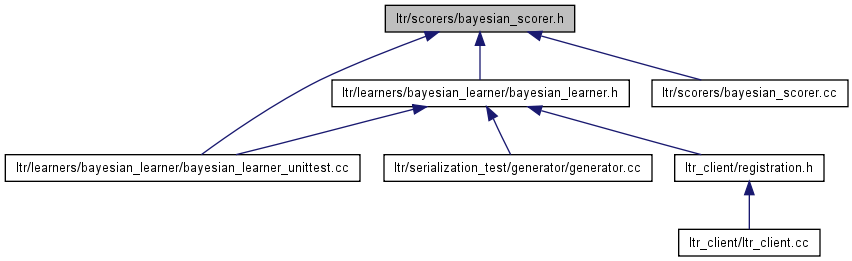 ltr/scorers/bayesian_scorer.h
ltr/learners/bayesian_learner/bayesian_learner.h
ltr/scorers/bayesian_scorer.cc
ltr/learners/bayesian_learner/bayesian_learner_unittest.cc
ltr/serialization_test/generator/generator.cc
ltr_client/registration.h
ltr_client/ltr_client.cc